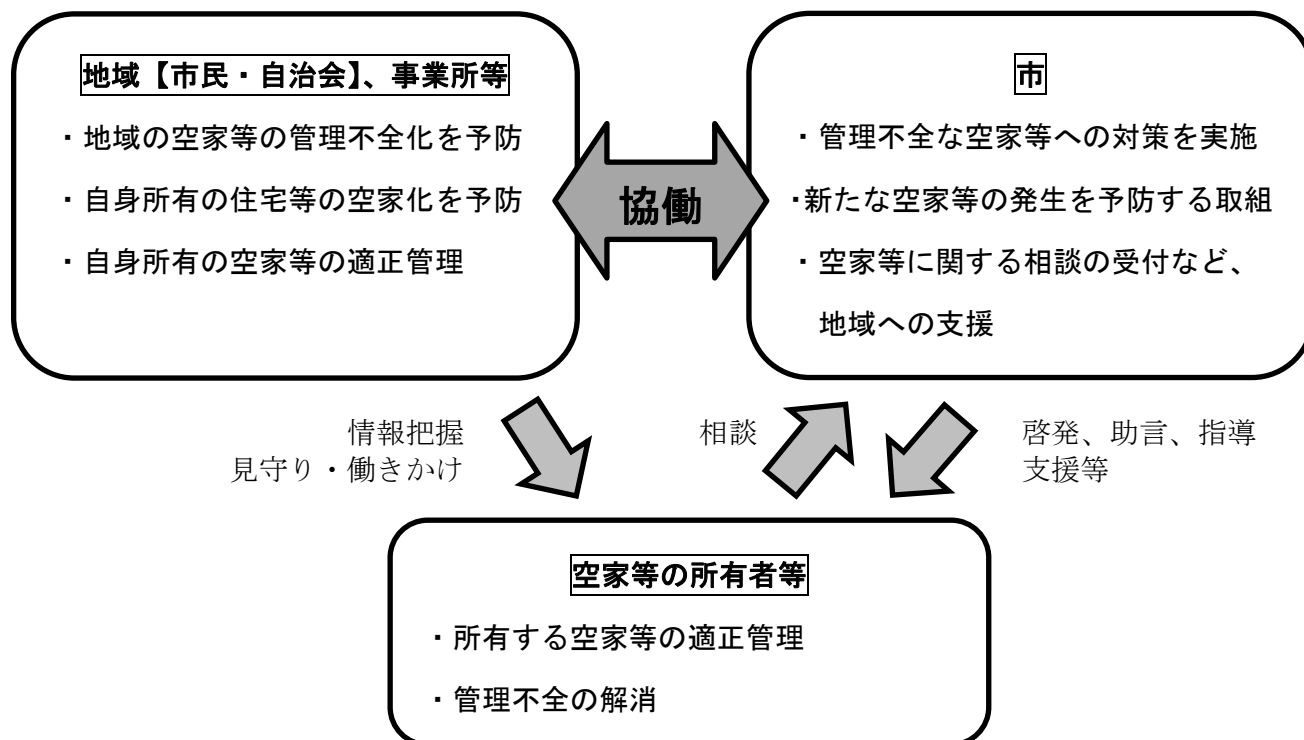 地域【市民・自治会】、事業所等
・地域の空家等の管理不全化を予防
・自身所有の住宅等の空家化を予防
・自身所有の空家等の適正管理
協働
市
・管理不全な空家等への対策を実施
・新たな空家等の発生を予防する取組
・空家等に関する相談の受付など、
地域への支援
情報把握
見守り・働きかけ
相談
啓発、助言、指導
支援等
空家等の所有者等
・所有する空家等の適正管理
・管理不全の解消